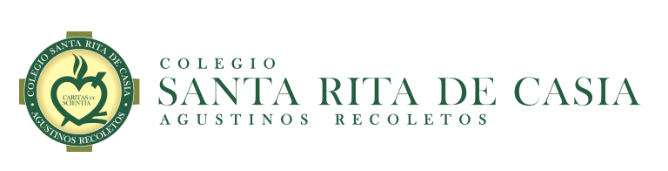 COLEGIO SANTA RITA DE CASIA
CARITAS ET
SCIENTIA
AGUSTINOS RECOLETOS
COLEGIO
SANTA RITA DE CASIA
AGUSTINOS RECOLETOS